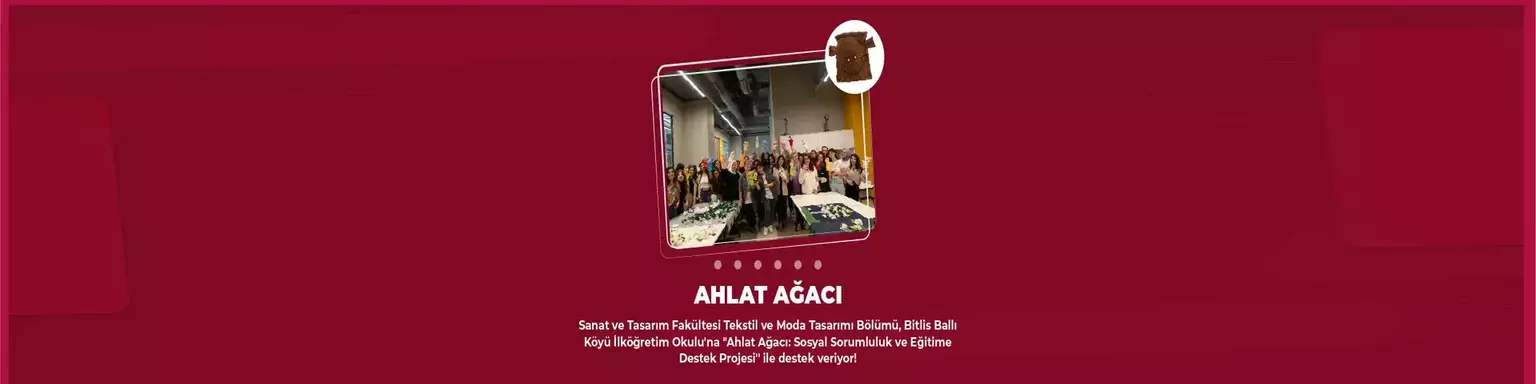 AHLAT AĞACI
Sanat ve Tasarım Fakültesi Tekstil ve Moda Tasarımı Bölümü, Bitlis Ballı
Köyü İlköğretim Okulu'na "Ahlat Ağacı: Sosyal Sorumluluk ve Eğitime
Destek Projesi" ile destek veriyor!